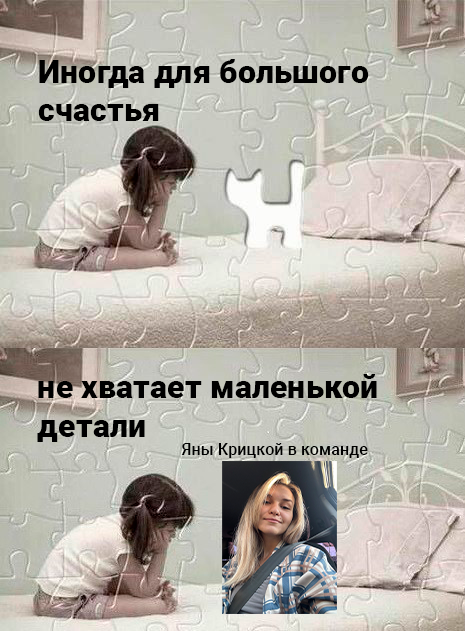 Иногда для большого
счастья
не хватает маленькой
детали
Яны Крицкой в команде